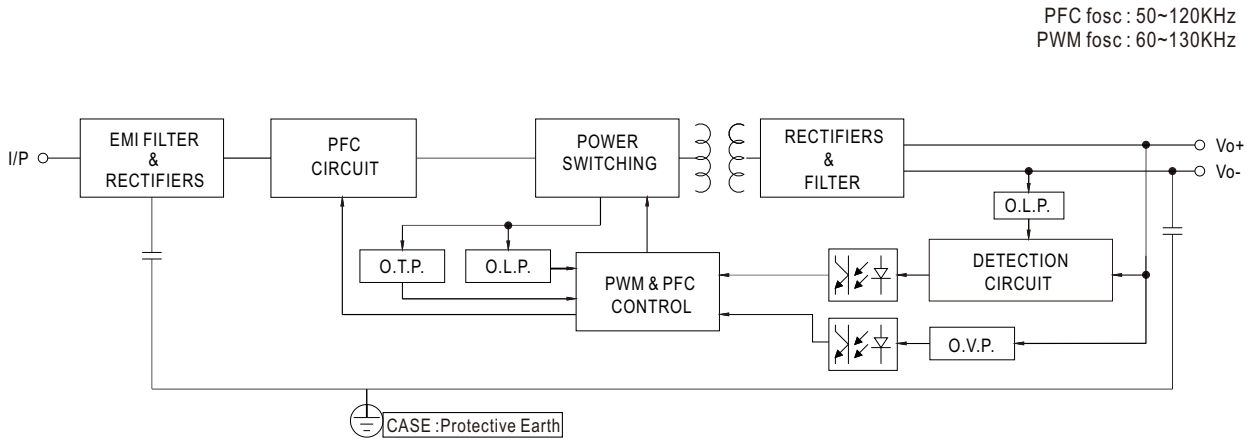 PFC fosc : 50~120KHz
PWM fosc : 60~130KHz
I/P
EMI FILTER
&
RECTIFIERS
PFC
CIRCUIT
POWER
SWITCHING
RECTIFIERS
&
FILTER
Vo+
Vo-
O.L.P.
O.T.P.
O.L.P.
PWM & PFC
CONTROL
DETECTION
CIRCUIT
O.V.P.
CASE : Protective Earth